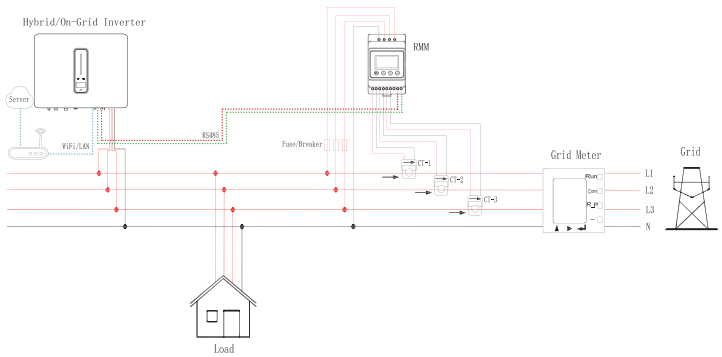 Hybrid/On-Grid Inverter
RMM
Server
RS485
WiFi/LAN
Fuse/Breaker
CT-1
CT-2
CT-3
Grid Meter
Grid
Run
Com
R_P
L1
L2
L3
N
Load